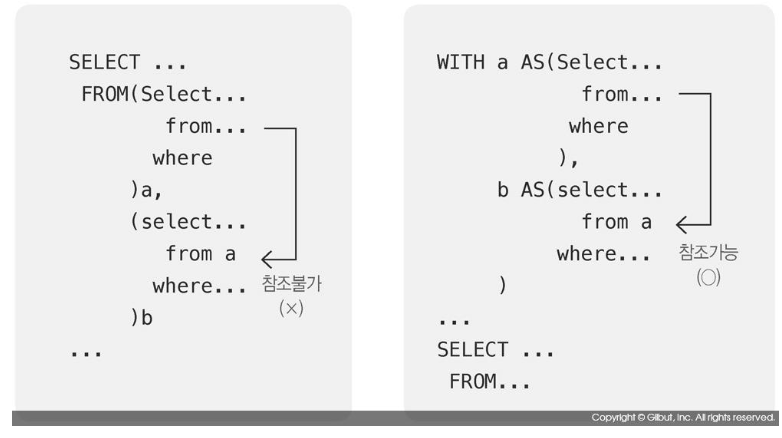 SELECT ...
FROM(Select...
from...
where
)a,
(select...
from a
where...
)b
...
참조불가
(×)
WITH a AS(Select...
from...
where
),
b AS(select...
from a
where...
)
...
SELECT ...
FROM...
참조가능
(○)
Copyright © Gilbut, Inc. All rights reserved.